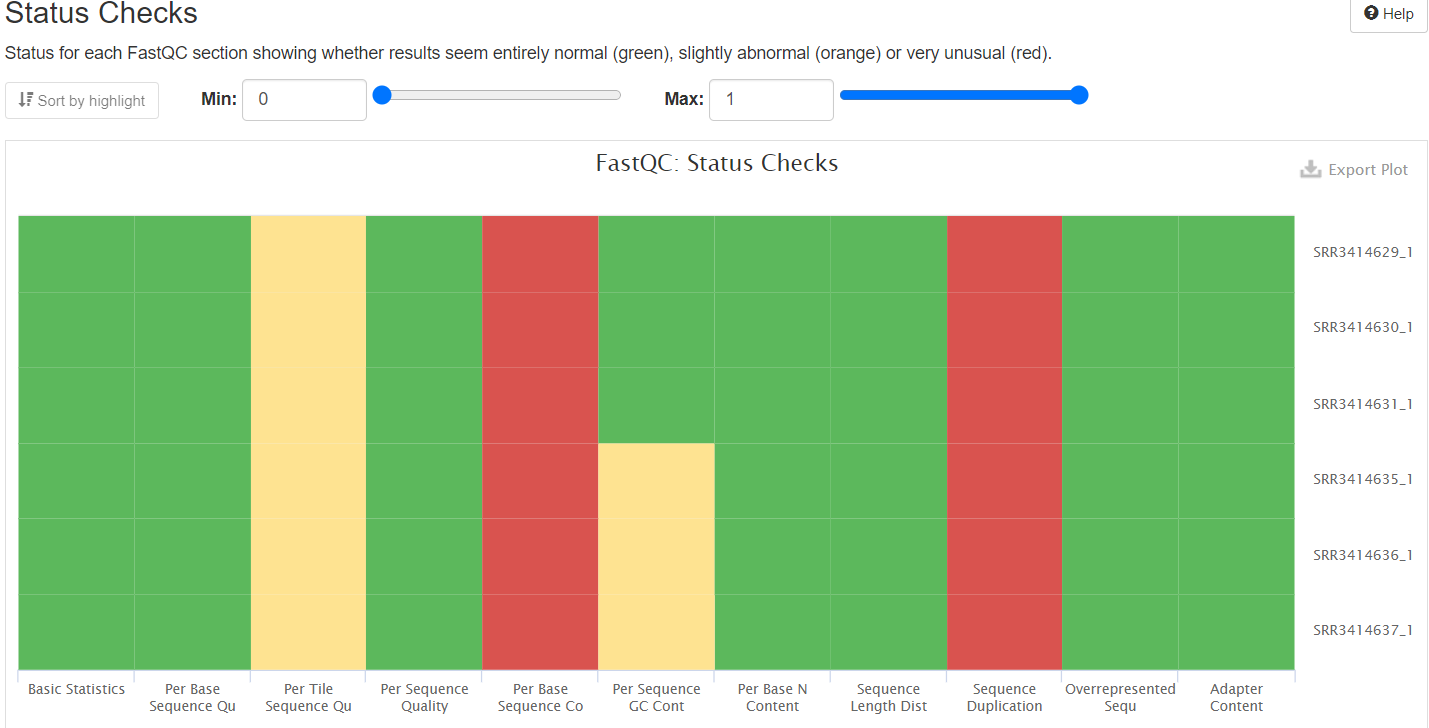 Status Checks
Help
Status for each FastQC section showing whether results seem entirely normal (green), slightly abnormal (orange) or very unusual (red).
Sort by highlight Min: 0 Max: 1
FastQC: Status Checks
Export Plot
SRR3414629_1
SRR3414630_1
SRR3414631_1
SRR3414635_1
SRR3414636_1
SRR3414637_1
Basic Statistics
Per Base
Sequence Qu
Per Tile
Sequence Qu
Per Sequence
Quality
Per Base
Sequence Co
Per Sequence
GC Cont
Per Base N
Content
Sequence
Length Dist
Sequence
Duplication
Overrepresented
Sequ
Adapter
Content